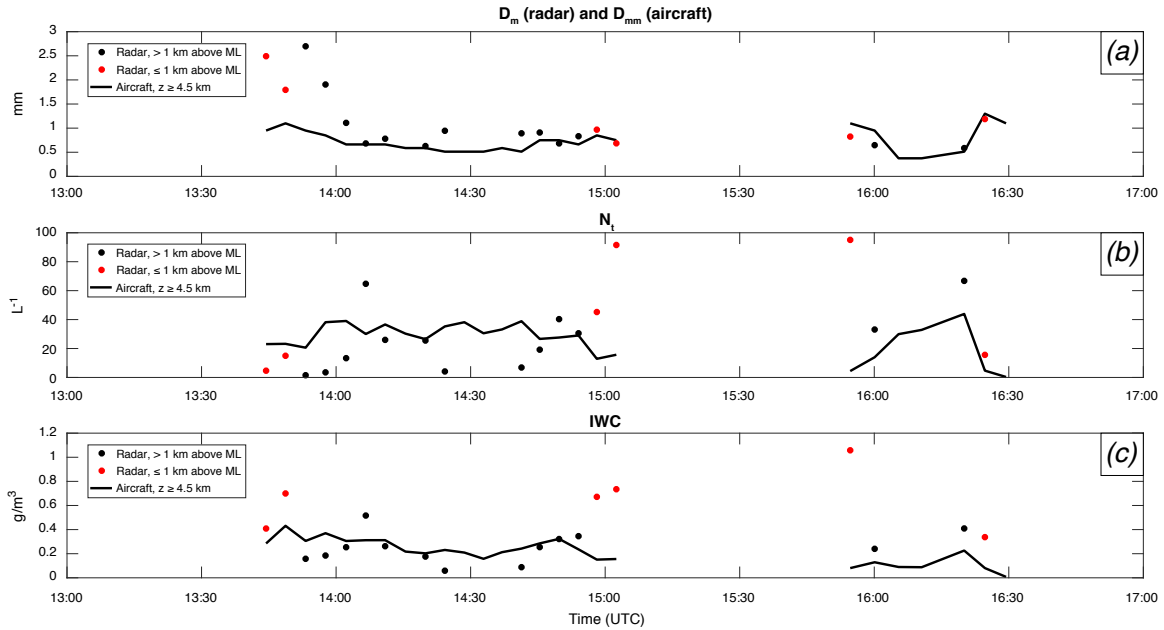 D_m (radar) and D_mm (aircraft)
(a)
Radar, > 1 km above ML
Radar, ≤ 1 km above ML
Aircraft, z ≥ 4.5 km
mm
3
2.5
2
1.5
1
0.5
0
13:00 13:30 14:00 14:30 15:00 15:30 16:00 16:30 17:00
N_t
(b)
Radar, > 1 km above ML
Radar, ≤ 1 km above ML
Aircraft, z ≥ 4.5 km
L⁻¹
100
80
60
40
20
0
13:00 13:30 14:00 14:30 15:00 15:30 16:00 16:30 17:00
IWC
(c)
Radar, > 1 km above ML
Radar, ≤ 1 km above ML
Aircraft, z ≥ 4.5 km
g/m³
1.2
1
0.8
0.6
0.4
0.2
0
13:00 13:30 14:00 14:30 15:00 15:30 16:00 16:30 17:00
Time (UTC)